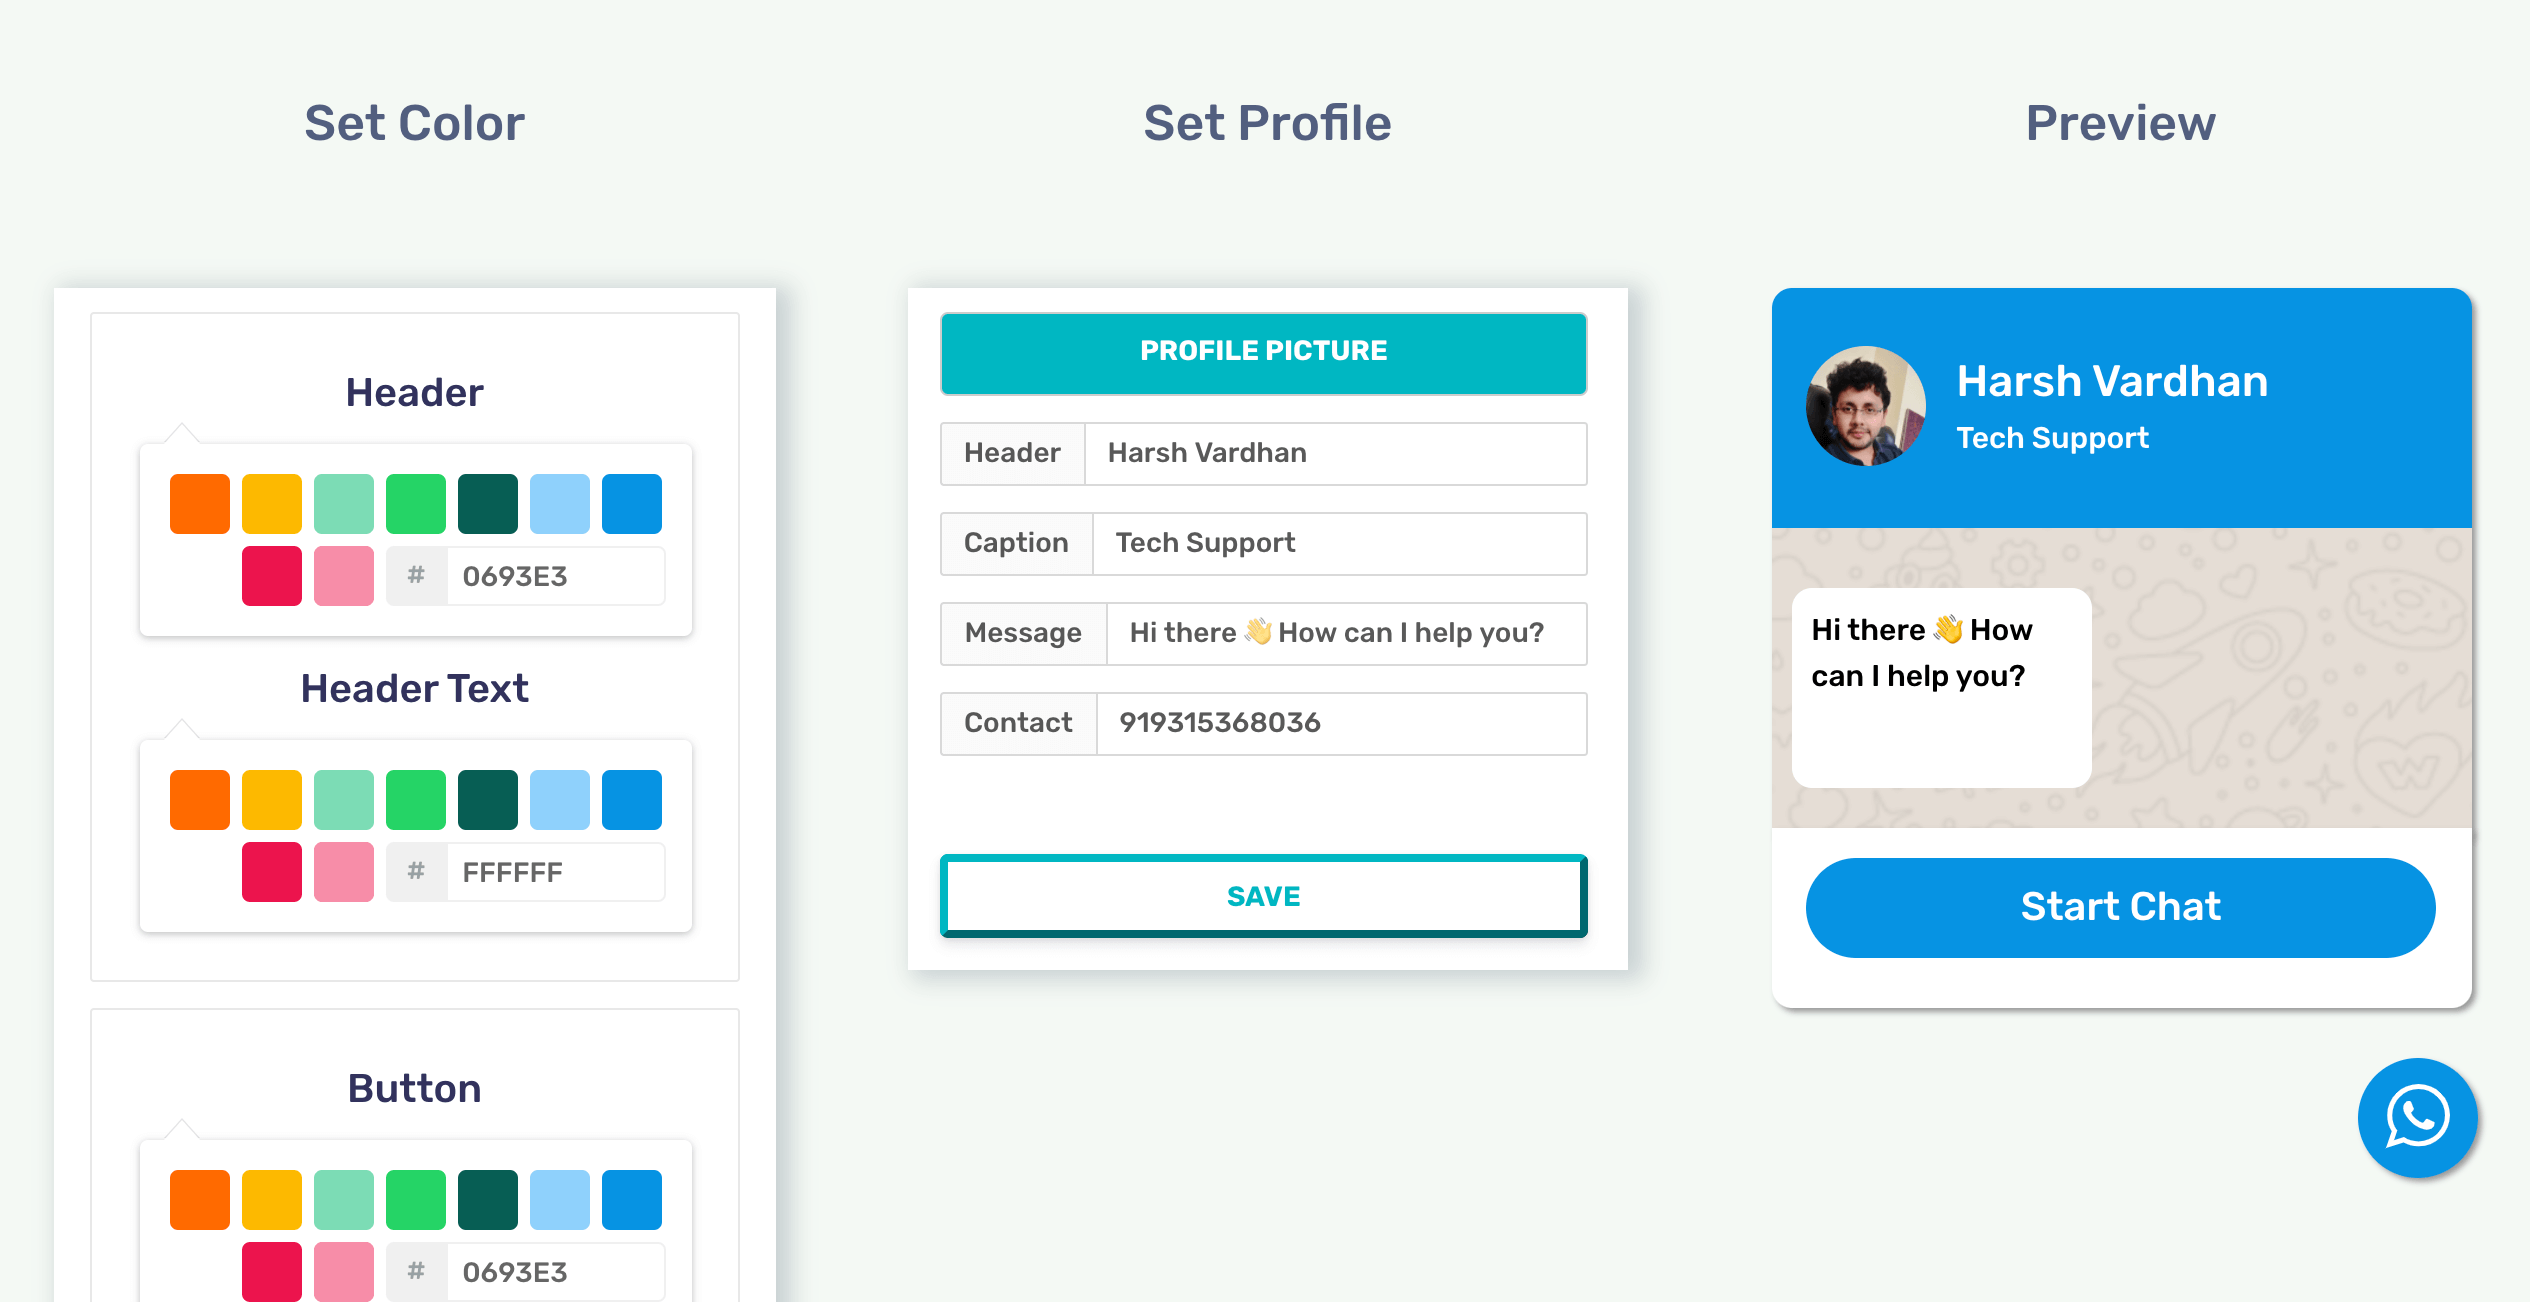 Set Color
Header
# 0693E3
Header Text
# FFFFFF
Button
# 0693E3
Set Profile
PROFILE PICTURE
Header Harsh Vardhan
Caption Tech Support
Message Hi there 👋 How can I help you?
Contact 919315368036
SAVE
Preview
Harsh Vardhan
Tech Support
Hi there 👋 How
can I help you?
Start Chat